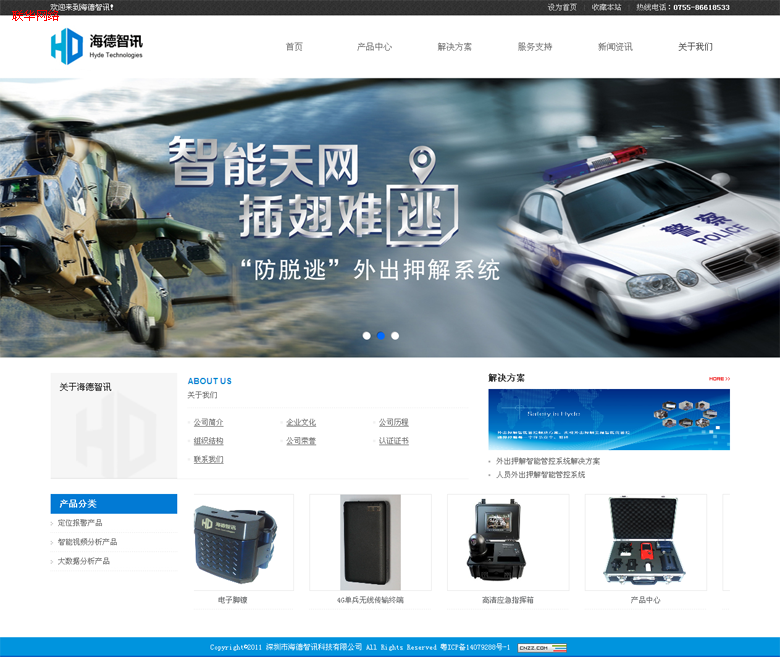 欢迎来到海德智讯!
设为首页 收藏本站 热线电话:0755-86618533
联华网络
海德智讯
Hyde Technologies
首页 产品中心 解决方案 服务支持 新闻资讯 关于我们
智能天网
插翅难逃
“防脱逃”外出押解系统
警察
POLICE
关于海德智讯
ABOUT US
关于我们
公司简介 企业文化 公司历程
组织结构 公司荣誉 认证证书
联系我们
解决方案
MORE >>
Safety in Hyde
外出押解智能管控系统解决方案
人员外出押解智能管控系统
产品分类
定位报警产品
智能视频分析产品
大数据分析产品
HD 海德智讯
电子脚镣 4G单兵无线传输终端 高清应急指挥箱 产品中心
Copyright©2011 深圳市海德智讯科技有限公司 All Rights Reserved 粤ICP备14079288号-1 CNZZ.COM